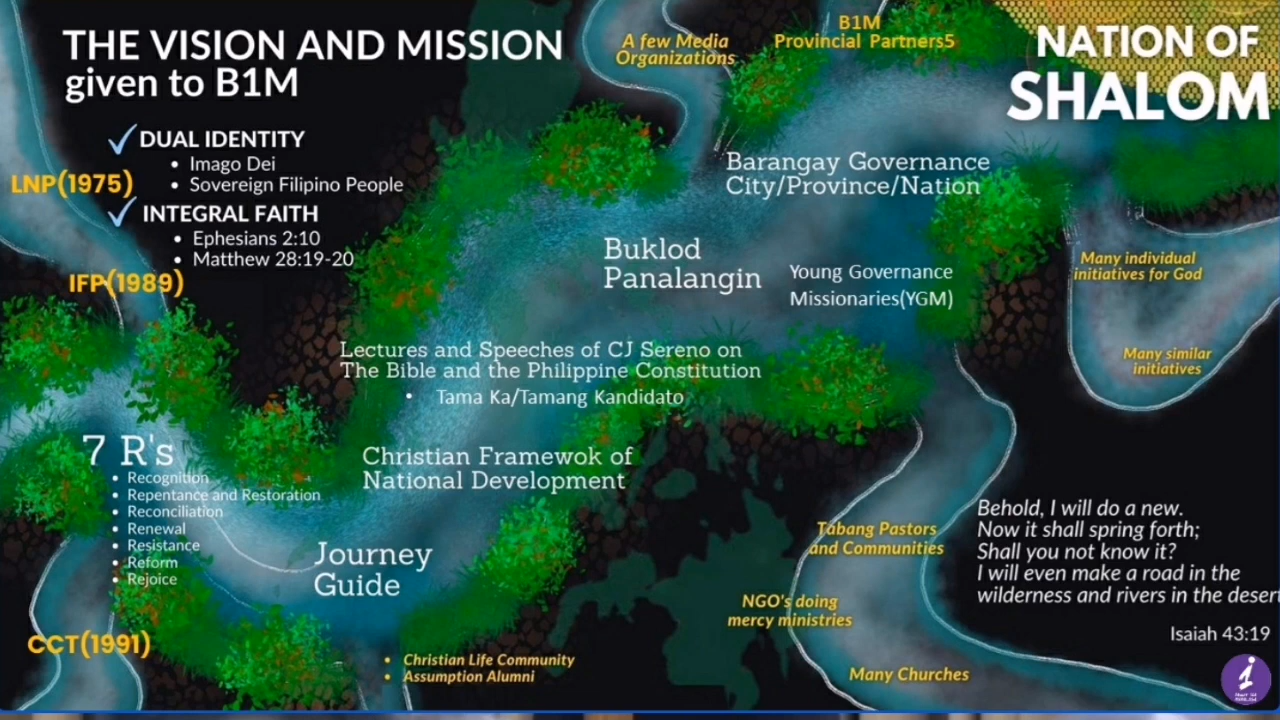 THE VISION AND MISSION
given to B1M
DUAL IDENTITY
• Imago Dei
• Sovereign Filipino People
LNP(1975)
INTEGRAL FAITH
• Ephesians 2:10
• Matthew 28:19-20
IFP(1989)
A few Media
Organizations
B1M
Provincial Partners5
NATION OF
SHALOM
Barangay Governance
City/Province/Nation
Buklod
Panalangin
Young Governance
Missionaries(YGM)
Many individual
initiatives for God
Many similar
initiatives
Lectures and Speeches of CJ Sereno on
The Bible and the Philippine Constitution
• Tama Ka/Tamang Kandidato
Christian Framewok of
National Development
7 R's
• Recognition
• Repentance and Restoration
• Reconciliation
• Renewal
• Resistance
• Reform
• Rejoice
Journey
Guide
CCT(1991)
• Christian Life Community
• Assumption Alumni
Tabang Pastors
and Communities
NGO's doing
mercy ministries
Many Churches
Behold, I will do a new.
Now it shall spring forth;
Shall you not know it?
I will even make a road in the
wilderness and rivers in the desert
Isaiah 43:19